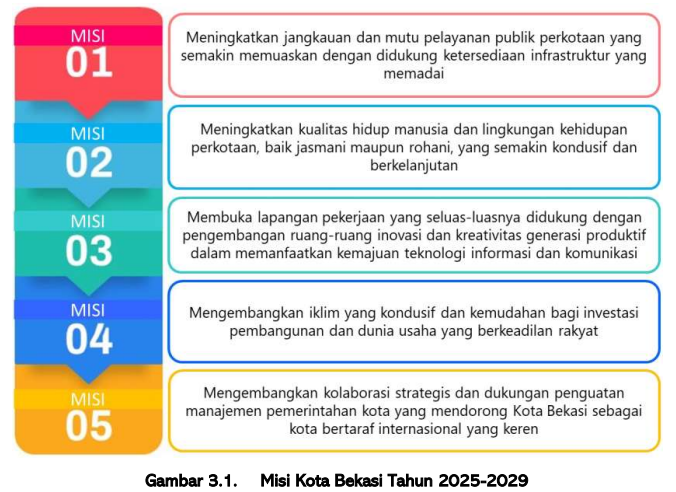 MISI
01
Meningkatkan jangkauan dan mutu pelayanan publik perkotaan yang
semakin memuaskan dengan didukung ketersediaan infrastruktur yang
memadai
MISI
02
Meningkatkan kualitas hidup manusia dan lingkungan kehidupan
perkotaan, baik jasmani maupun rohani, yang semakin kondusif dan
berkelanjutan
MISI
03
Membuka lapangan pekerjaan yang seluas-luasnya didukung dengan
pengembangan ruang-ruang inovasi dan kreativitas generasi produktif
dalam memanfaatkan kemajuan teknologi informasi dan komunikasi
MISI
04
Mengembangkan iklim yang kondusif dan kemudahan bagi investasi
pembangunan dan dunia usaha yang berkeadilan rakyat
MISI
05
Mengembangkan kolaborasi strategis dan dukungan penguatan
manajemen pemerintahan kota yang mendorong Kota Bekasi sebagai
kota bertaraf internasional yang keren
Gambar 3.1. Misi Kota Bekasi Tahun 2025-2029